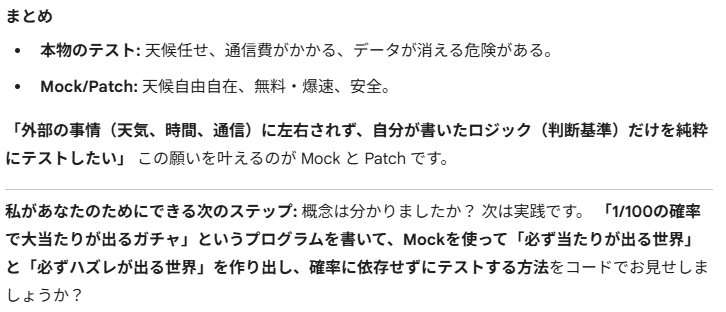 まとめ
• 本物のテスト: 天候任せ、通信費がかかる、データが消える危険がある。
• Mock/Patch: 天候自由自在、無料・爆速、安全。
「外部の事情（天気、時間、通信）に左右されず、自分が書いたロジック（判断基準）だけを純粋
にテストしたい」 この願いを叶えるのが Mock と Patch です。
私があなたのためにできる次のステップ: 概念は分かりましたか？ 次は実践です。 「1/100の確率
で大当たりが出るガチャ」というプログラムを書いて、Mockを使って「必ず当たりが出る世界」
と「必ずハズレが出る世界」を作り出し、確率に依存せずにテストする方法をコードでお見せしま
しょうか？